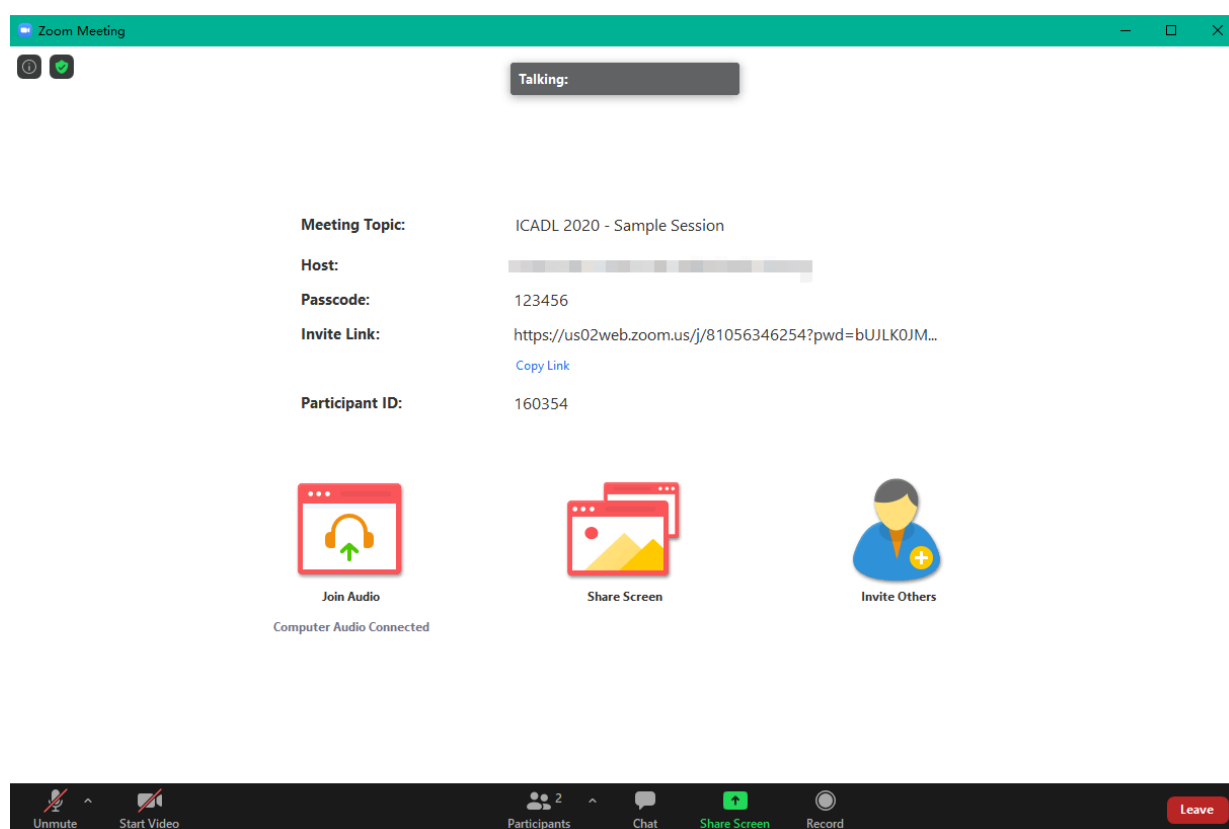 Zoom Meeting
Talking:
Meeting Topic: ICADL 2020 - Sample Session
Host:
Passcode: 123456
Invite Link: https://us02web.zoom.us/j/81056346254?pwd=bUJLK0JM...
Copy Link
Participant ID: 160354
Join Audio Share Screen Invite Others
Computer Audio Connected
2
Unmute Start Video Participants Chat Share Screen Record Leave